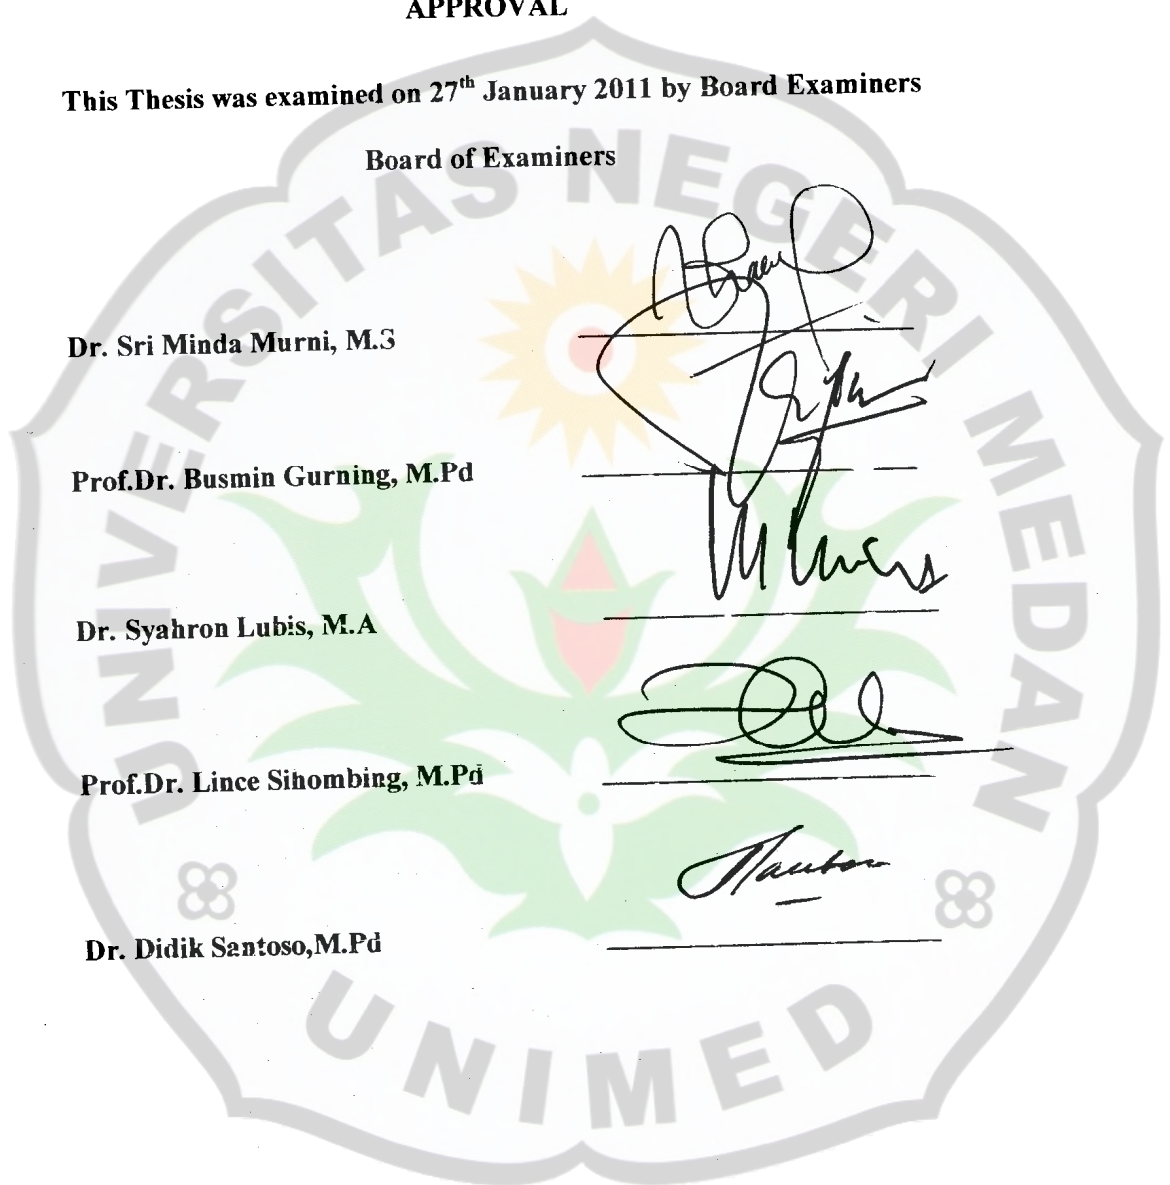 APPROVAL
This Thesis was examined on 27th January 2011 by Board Examiners
Board of Examiners
Dr. Sri Minda Murni, M.S
Prof.Dr. Busmin Gurning, M.Pd
Dr. Syahron Lubis, M.A
Prof.Dr. Lince Sihombing, M.Pd
Dr. Didik Santoso,M.Pd
UNIVERSITAS NEGERI MEDAN
UNIMED